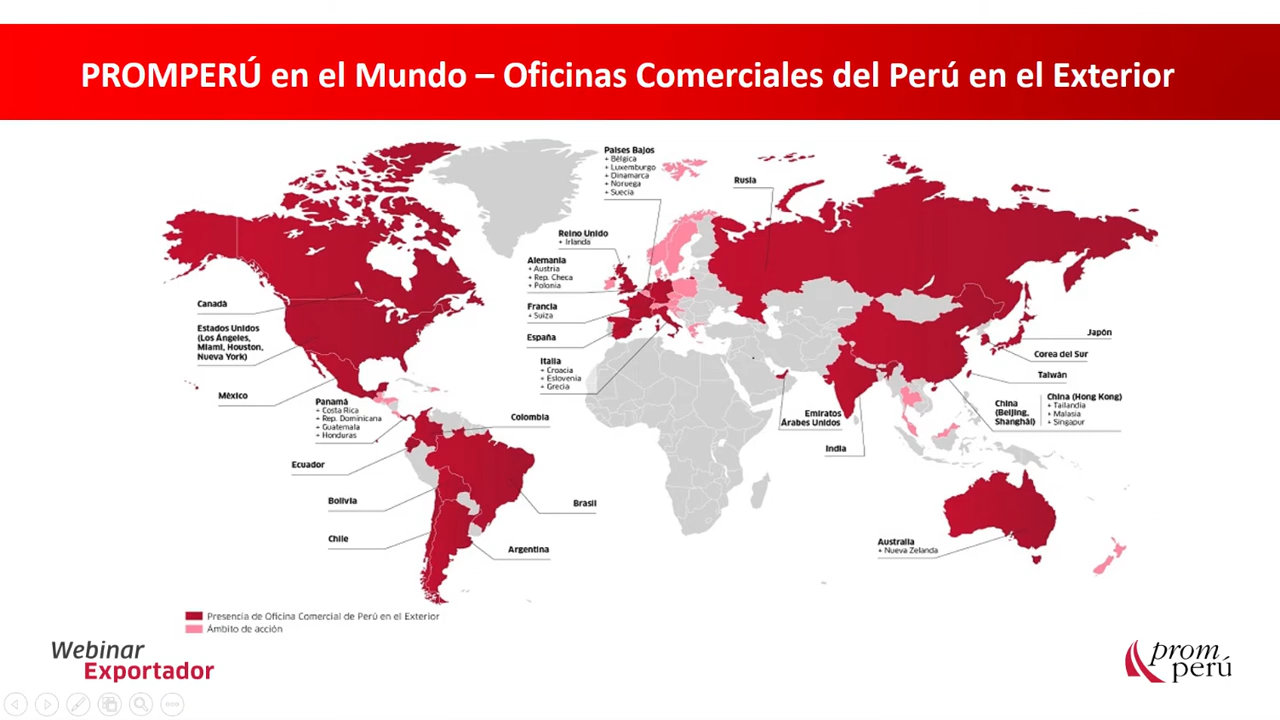 PROMPERÚ en el Mundo – Oficinas Comerciales del Perú en el Exterior
Países Bajos
+ Bélgica
+ Luxemburgo
+ Dinamarca
+ Noruega
+ Suecia
Rusia
Reino Unido
+ Irlanda
Alemania
+ Austria
+ Rep. Checa
+ Polonia
Francia
+ Suiza
España
Italia
+ Croacia
+ Eslovenia
+ Grecia
Canadá
Estados Unidos
(Los Ángeles,
Miami, Houston,
Nueva York)
México
Panamá
+ Costa Rica
+ Rep. Dominicana
+ Guatemala
+ Honduras
Colombia
Ecuador
Bolivia
Brasil
Chile
Argentina
Japón
Corea del Sur
Taiwán
China
(Beijing,
Shanghái)
China (Hong Kong)
+ Tailandia
+ Malasia
+ Singapur
Emiratos
Árabes Unidos
India
Australia
+ Nueva Zelanda
Presencia de Oficina Comercial de Perú en el Exterior
Ámbito de acción
Webinar
Exportador
prom
perú